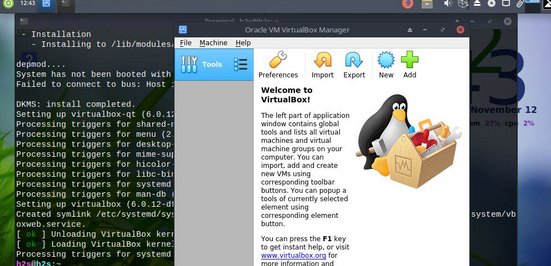 12:43
Oracle VM VirtualBox Manager
- Installation
- Installing to /lib/modules/
depmod....
System has not been booted with
Failed to connect to bus: Host
DKMS: install completed.
Setting up virtualbox-qt (6.0.1
Processing triggers for shared-
Processing triggers for menu (2.
Processing triggers for desktop-
Processing triggers for mime-sup
Processing triggers for hicolor-
Processing triggers for libc-bin
Processing triggers for systemd
Processing triggers for man-db (
Setting up virtualbox (6.0.12-d
Created symlink /etc/systemd/sys
oxweb.service.
[ ok ] Unloading VirtualBox kern
[ ok ] Loading VirtualBox kerne
Processing triggers for systemd
h2s@h2s:~
File Machine Help
Tools
Preferences Import Export New Add
Welcome to
VirtualBox!
The left part of application
window contains global
tools and lists all virtual
machines and virtual
machine groups on your
computer. You can
import, add and create
new VMs using
corresponding toolbar
buttons. You can popup a
tools of currently selected
element using
corresponding element
button.
You can press the F1 key
to get instant help, or visit
www.virtualbox.org for
more information and
November 12
27% cpu 2%
system/vb